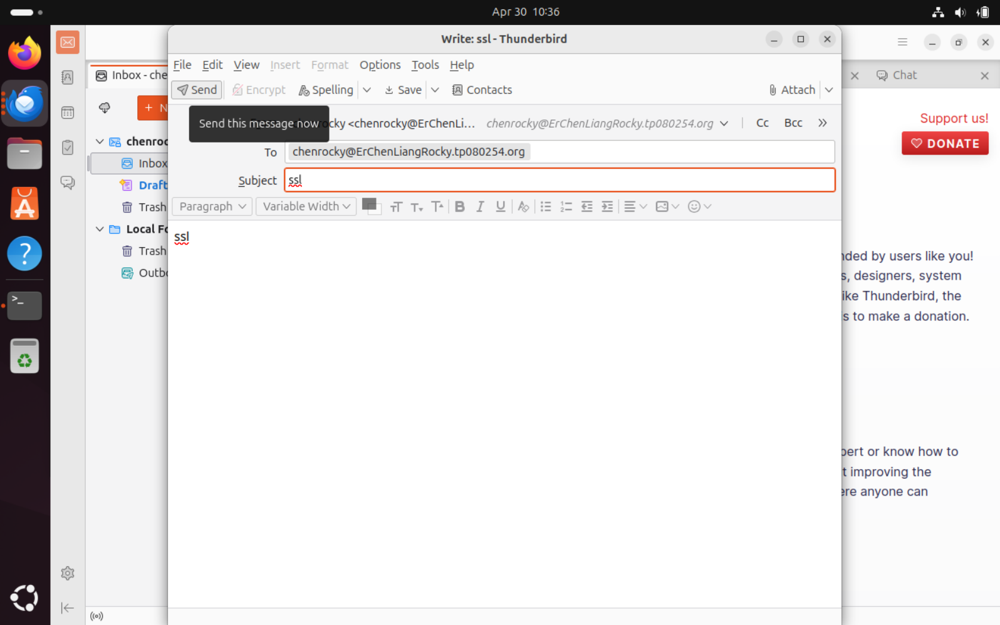 Apr 30 10:36
Write: ssl - Thunderbird
File Edit View Insert Format Options Tools Help
Inbox - che
Chat
Send Encrypt Spelling Save Contacts Attach
+ N
Send this message now
ocky <chenrocky@ErChenLi... chenrocky@ErChenLiangRocky.tp080254.org Cc Bcc
Support us!
DONATE
chenroc
To chenrocky@ErChenLiangRocky.tp080254.org
Inbox
Subject ssl
Draft
Trash
Paragraph Variable Width
Local Fo
ssl
Trash
Outbo
nded by users like you!
s, designers, system
ike Thunderbird, the
s to make a donation.
pert or know how to
t improving the
ere anyone can